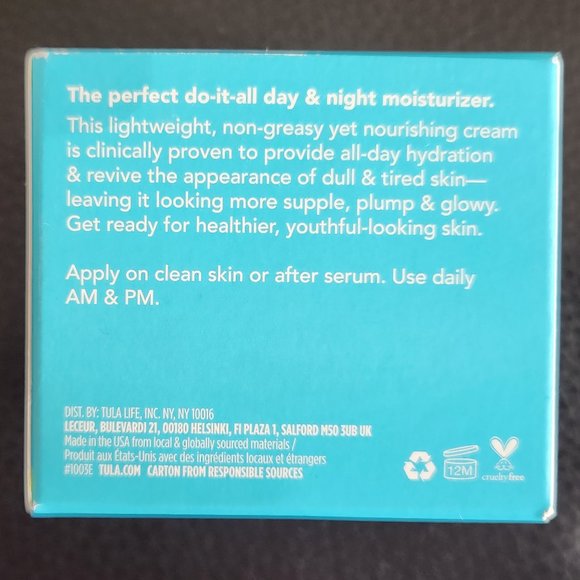 The perfect do-it-all day & night moisturizer.
This lightweight, non-greasy yet nourishing cream
is clinically proven to provide all-day hydration
& revive the appearance of dull & tired skin—
leaving it looking more supple, plump & glowy.
Get ready for healthier, youthful-looking skin.
Apply on clean skin or after serum. Use daily
AM & PM.
DIST. BY: TULA LIFE, INC. NY, NY 10016
LECEUR, BULEVARDI 21, 00180 HELSINKI, FI PLAZA 1, SALFORD M50 3UB UK
Made in the USA from local & globally sourced materials /
Produit aux États-Unis avec des ingrédients locaux et étrangers
#1003E TULA.COM CARTON FROM RESPONSIBLE SOURCES
12M
crueltyfree